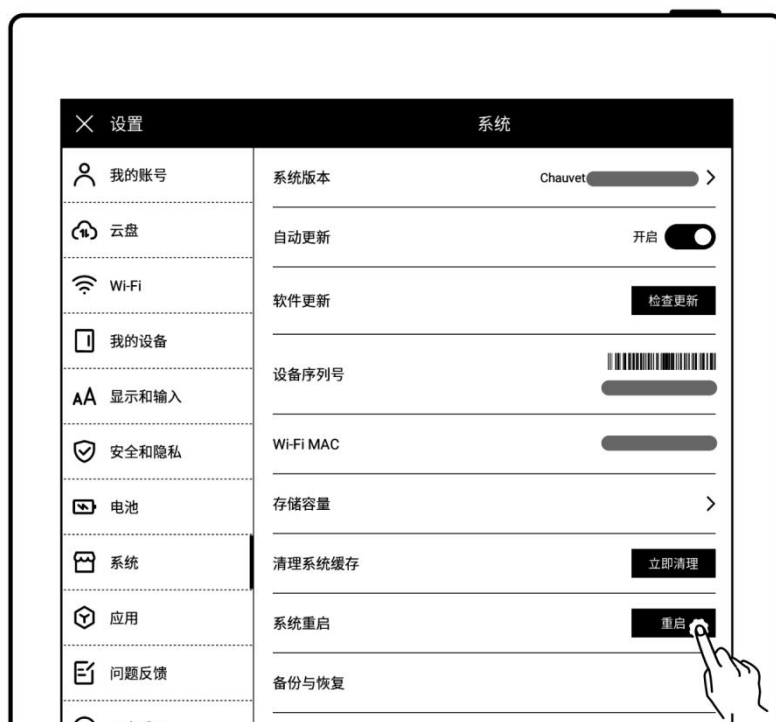 设置
系统
我的账号
云盘
Wi-Fi
我的设备
显示和输入
安全和隐私
电池
系统
应用
问题反馈
系统版本 Chauvet
自动更新 开启
软件更新 检查更新
设备序列号
Wi-Fi MAC
存储容量
清理系统缓存 立即清理
系统重启 重启
备份与恢复